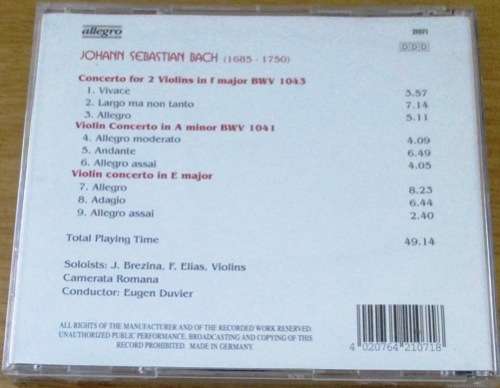 allegro
DDD
JOHANN SEBASTIAN BACH (1685 - 1750)
Concerto for 2 Violins in f major BWV 1043
1. Vivace 3.57
2. Largo ma non tanto 7.14
3. Allegro 5.11
Violin Concerto in A minor BWV 1041
4. Allegro moderato 4.09
5. Andante 6.49
6. Allegro assai 4.05
Violin concerto in E major
7. Allegro 8.23
8. Adagio 6.44
9. Allegro assai 2.40
Total Playing Time 49.14
Soloists: J. Brezina, F. Elias, Violins
Camerata Romana
Conductor: Eugen Duvier
ALL RIGHTS OF THE MANUFACTURER AND OF THE RECORDED WORK RESERVED.
UNAUTHORIZED PUBLIC PERFORMANCE, BROADCASTING AND COPYING OF THIS
RECORD PROHIBITED. MADE IN GERMANY.
4 020764 210718